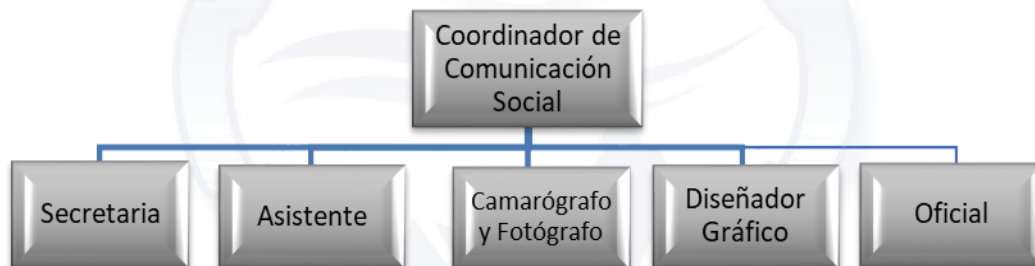 Coordinador de
Comunicación
Social
Secretaria
Asistente
Camarógrafo
y Fotógrafo
Diseñador
Gráfico
Oficial